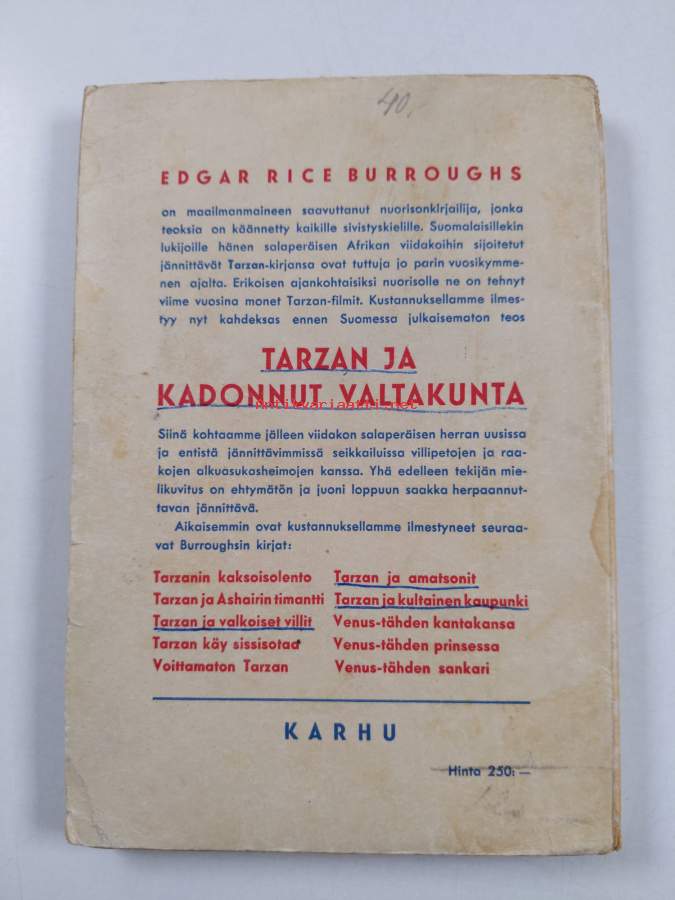 40.
EDGAR RICE BURROUGHS
on maailmanmaineen saavuttanut nuorisonkirjailija, jonka
teoksia on käännetty kaikille sivistyskielille. Suomalaisillekin
lukijoille hänen salaperäisen Afrikan viidakoihin sijoitetut
jännittävät Tarzan-kirjansa ovat tuttuja jo parin vuosikymme-
nen ajalta. Erikoisen ajankohtaisiksi nuorisolle ne on tehnyt
viime vuosina monet Tarzan-filmit. Kustannuksellamme ilmes-
tyy nyt kahdeksas ennen Suomessa julkaisematon teos
TARZAN JA
KADONNUT VALTAKUNTA
Antikvariaatti.net
Siinä kohtaamme jälleen viidakon salaperäisen herran uusissa
ja entistä jännittävimmissä seikkailuissa villipetojen ja raa-
kojen alkuasukasheimojen kanssa. Yhä edelleen tekijän mie-
likuvitus on ehtymätön ja juoni loppuun saakka herpaannut-
tavan jännittävä.
Aikaisemmin ovat kustannuksellamme ilmestyneet seuraa-
vat Burroughsin kirjat:
Tarzanin kaksoisolento
Tarzan ja Ashairin timantti
Tarzan ja valkoiset villit
Tarzan käy sissisotaa
Voittamaton Tarzan
Tarzan ja amatsonit
Tarzan ja kultainen kaupunki
Venus-tähden kantakansa
Venus-tähden prinsessa
Venus-tähden sankari
KARHU
Hinta 250:—